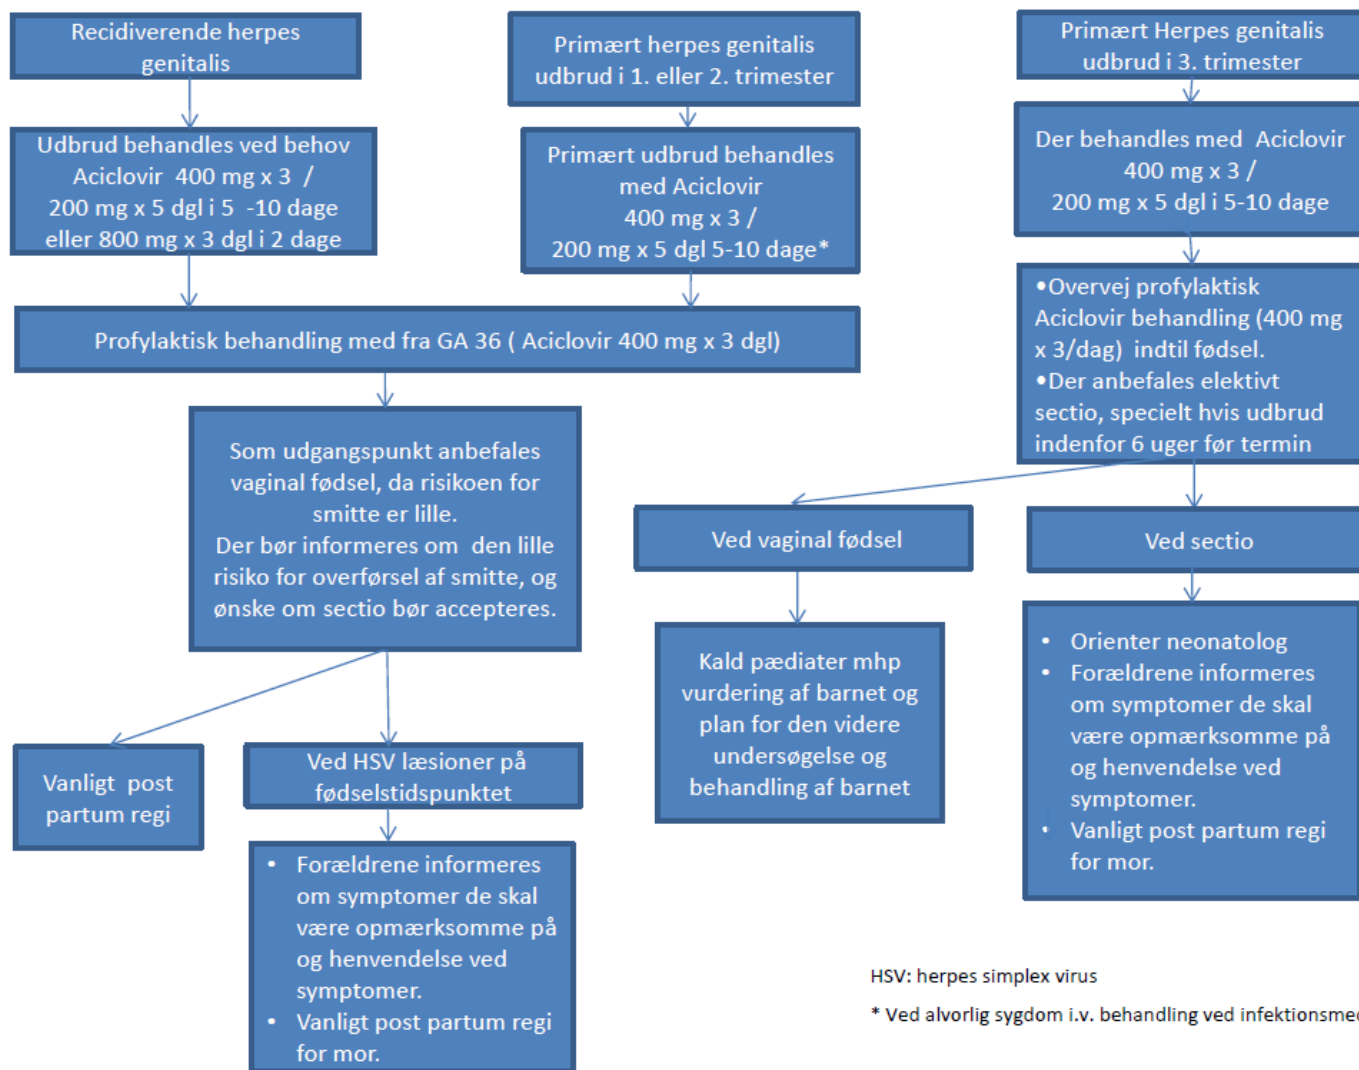 Recidiverende herpes
genitalis
Primært herpes genitalis
udbrud i 1. eller 2. trimester
Primært Herpes genitalis
udbrud i 3. trimester
Udbrud behandles ved behov
Aciclovir 400 mg x 3 /
200 mg x 5 dgl i 5 -10 dage
eller 800 mg x 3 dgl i 2 dage
Primært udbrud behandles
med Aciclovir
400 mg x 3 /
200 mg x 5 dgl 5-10 dage*
Der behandles med Aciclovir
400 mg x 3 /
200 mg x 5 dgl i 5-10 dage
Profylaktisk behandling med fra GA 36 ( Aciclovir 400 mg x 3 dgl)
•Overvej profylaktisk
Aciclovir behandling (400 mg
x 3/dag) indtil fødsel.
•Der anbefales elektivt
sectio, specielt hvis udbrud
indenfor 6 uger før termin
Som udgangspunkt anbefales
vaginal fødsel, da risikoen for
smitte er lille.
Der bør informeres om den lille
risiko for overførsel af smitte, og
ønske om sectio bør accepteres.
Ved vaginal fødsel
Ved sectio
Kald pædiater mhp
vurdering af barnet og
plan for den videre
undersøgelse og
behandling af barnet
• Orienter neonatolog
• Forældrene informeres
om symptomer de skal
være opmærksomme på
og henvendelse ved
symptomer.
• Vanligt post partum regi
for mor.
Vanligt post
partum regi
Ved HSV læsioner på
fødselstidspunktet
• Forældrene informeres
om symptomer de skal
være opmærksomme på
og henvendelse ved
symptomer.
• Vanligt post partum regi
for mor.
HSV: herpes simplex virus
* Ved alvorlig sygdom i.v. behandling ved infektionsmed